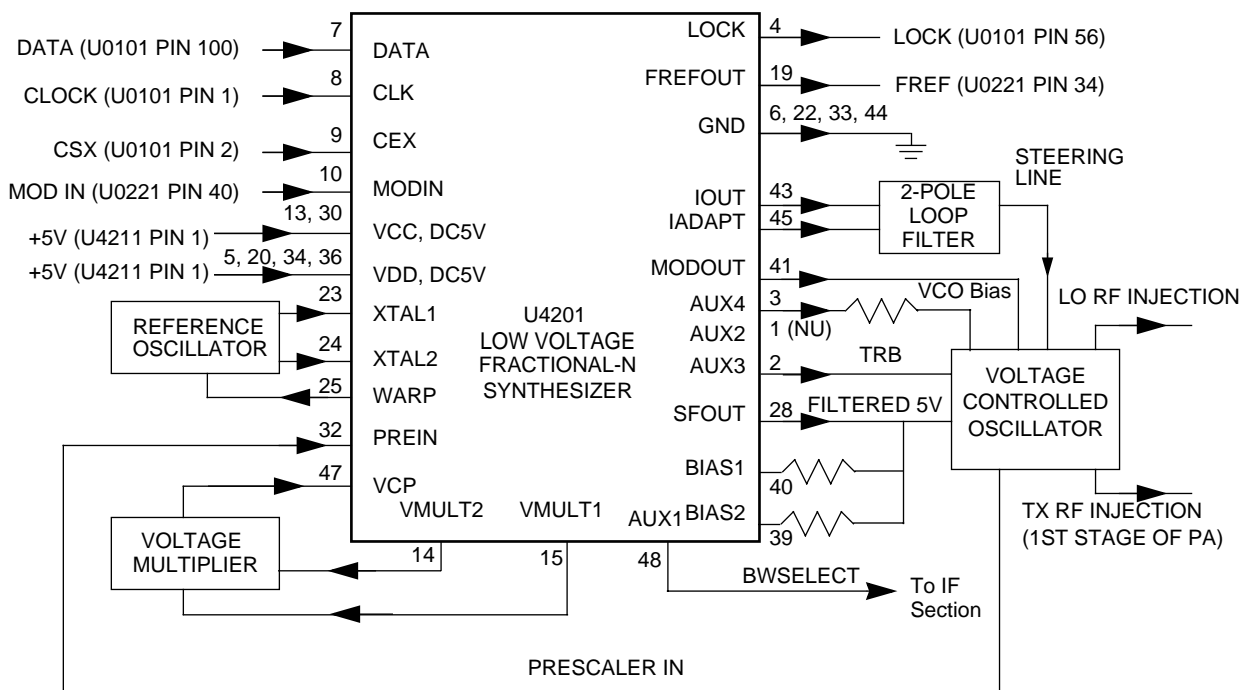 7
DATA (U0101 PIN 100)
DATA
8
CLOCK (U0101 PIN 1)
CLK
9
CSX (U0101 PIN 2)
CEX
10
MOD IN (U0221 PIN 40)
MODIN
13, 30
+5V (U4211 PIN 1)
VCC, DC5V
5, 20, 34, 36
+5V (U4211 PIN 1)
VDD, DC5V
23
XTAL1
REFERENCE
OSCILLATOR
24
XTAL2
25
WARP
32
PREIN
47
VCP
VOLTAGE
MULTIPLIER
VMULT2
14
VMULT1
15
AUX1
48
BWSELECT
To IF
Section
U4201
LOW VOLTAGE
FRACTIONAL-N
SYNTHESIZER
LOCK
4
LOCK (U0101 PIN 56)
FREFOUT
19
FREF (U0221 PIN 34)
GND
6, 22, 33, 44
STEERING
LINE
IOUT
43
IADAPT
45
2-POLE
LOOP
FILTER
MODOUT
41
AUX4
3
VCO Bias
AUX2
1 (NU)
AUX3
2
TRB
SFOUT
28
FILTERED 5V
BIAS1
40
BIAS2
39
LO RF INJECTION
VOLTAGE
CONTROLLED
OSCILLATOR
TX RF INJECTION
(1ST STAGE OF PA)
PRESCALER IN